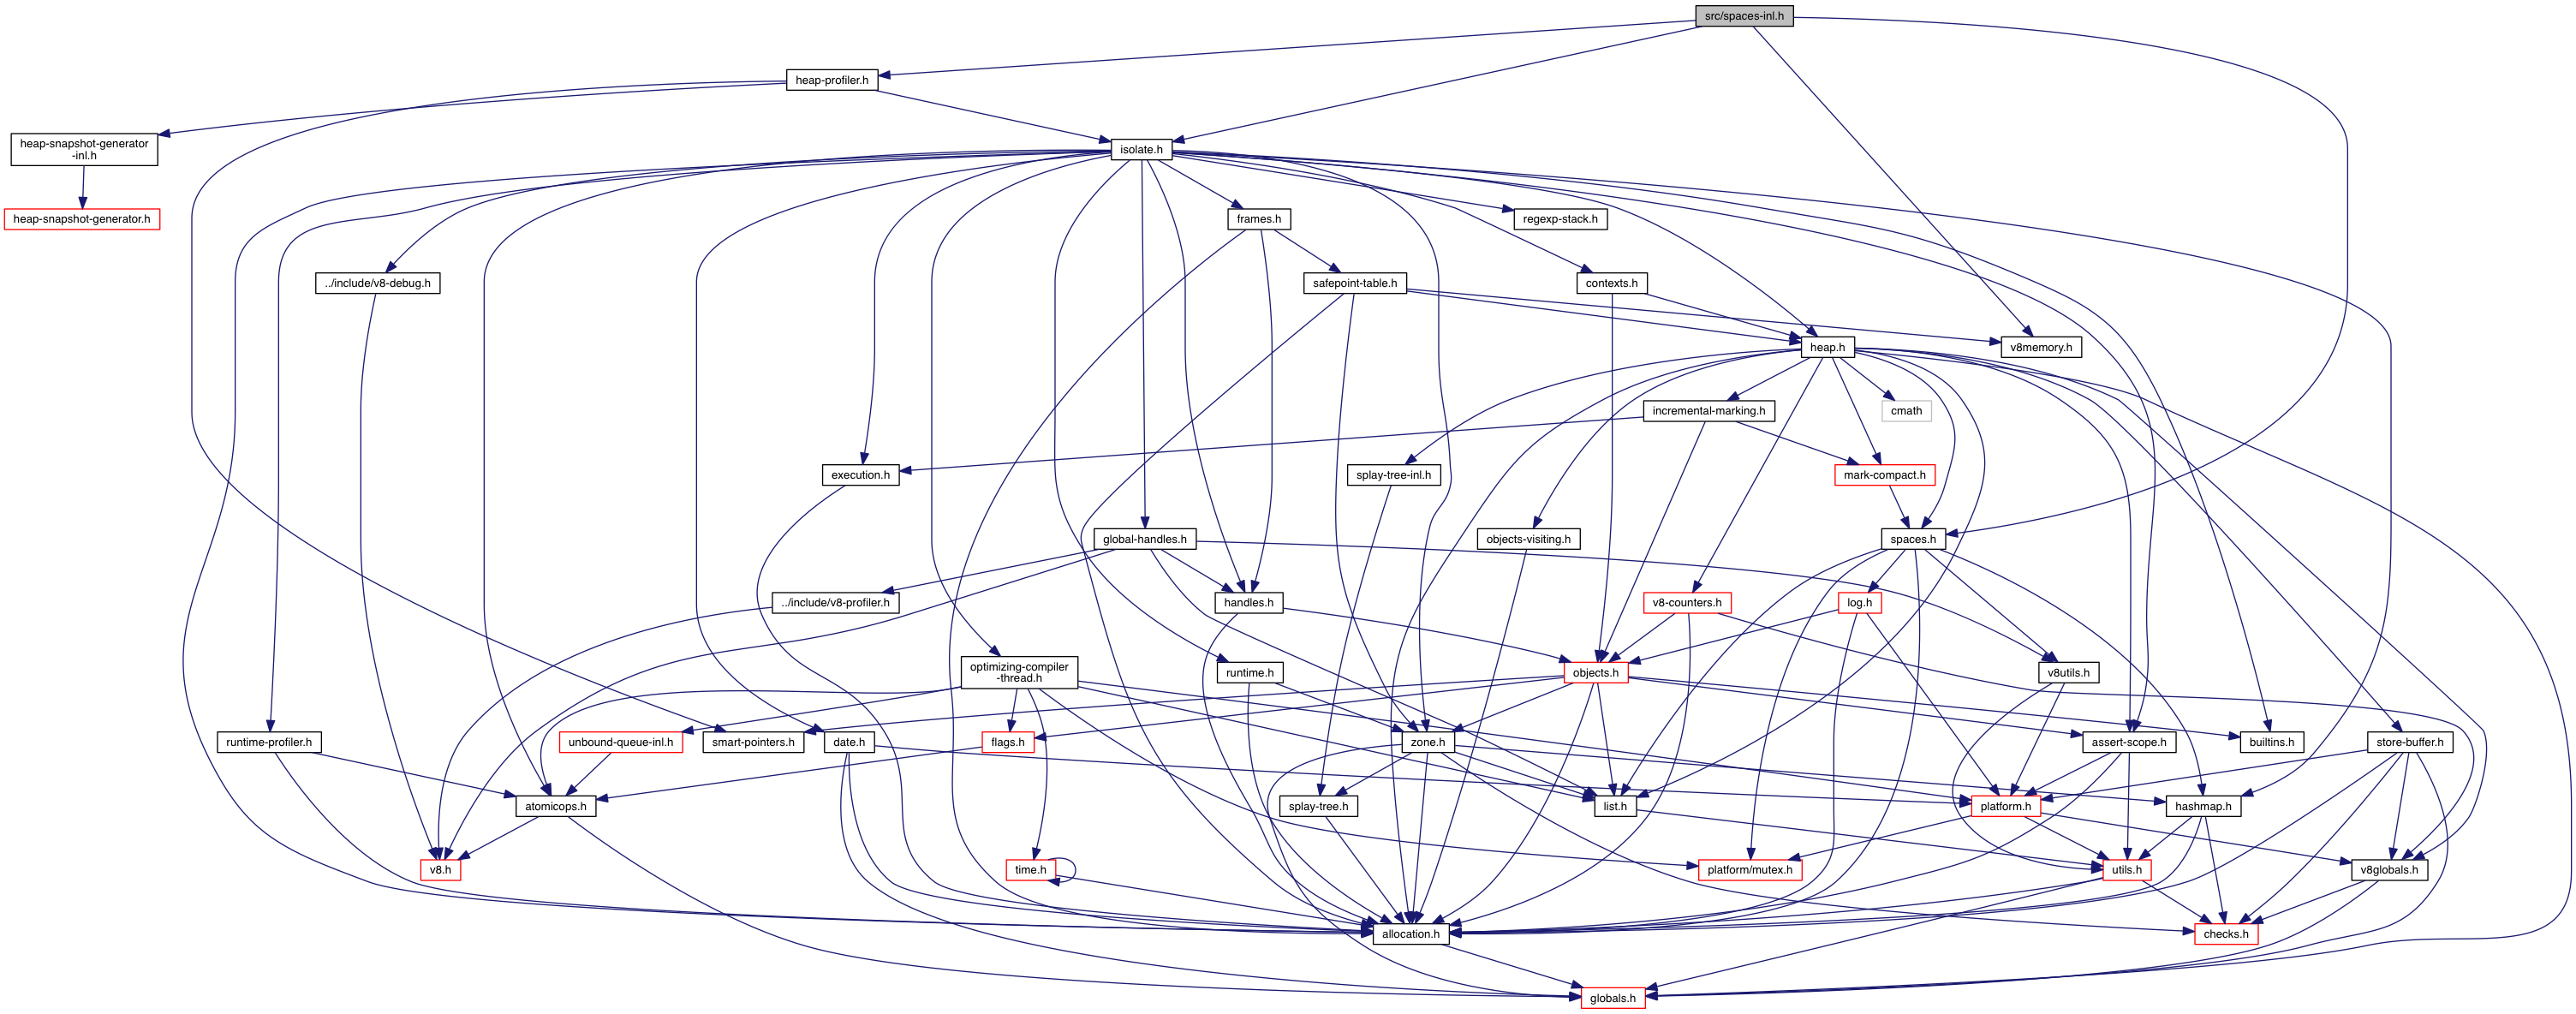 src/spaces-inl.h
heap-profiler.h
heap-snapshot-generator
-inl.h
isolate.h
heap-snapshot-generator.h
frames.h
regexp-stack.h
../include/v8-debug.h
safepoint-table.h
contexts.h
heap.h
v8memory.h
incremental-marking.h
cmath
execution.h
splay-tree-inl.h
mark-compact.h
global-handles.h
objects-visiting.h
spaces.h
../include/v8-profiler.h
handles.h
v8-counters.h
log.h
optimizing-compiler
-thread.h
runtime.h
objects.h
v8utils.h
runtime-profiler.h
unbound-queue-inl.h
smart-pointers.h
date.h
flags.h
zone.h
assert-scope.h
builtins.h
store-buffer.h
atomicops.h
splay-tree.h
list.h
platform.h
hashmap.h
v8.h
time.h
platform/mutex.h
utils.h
v8globals.h
allocation.h
checks.h
globals.h